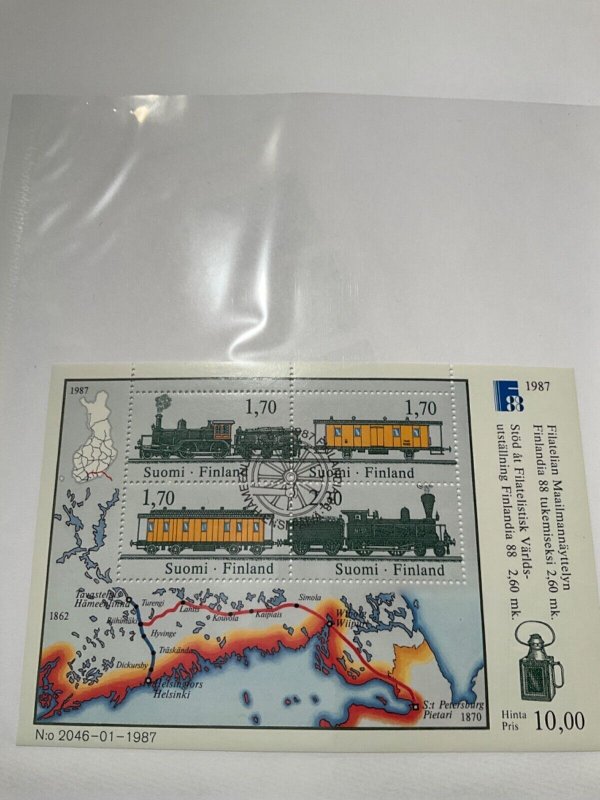 1987
1,70
1,70
Suomi · Finland
Suomi · Finland
1,70
2,30
Suomi · Finland
Suomi · Finland
88
1987
Filatelian Maailmannäyttelyn
Finlandia 88 tukemiseksi 2,60 mk.
Stöd åt Filatelistisk Världs-
utställning Finlandia 88 2,60 mk.
Hinta
Pris 10,00
1862
Tavastehus
Hämeenlinna
Turengi
Riihimäki
Hyvinge
Träskända
Dickursby
Helsingfors
Helsinki
Lahtis
Kouvola
Kaipiais
Simola
Wiipuri
S:t Petersburg
Pietari
1870
N:o 2046-01-1987